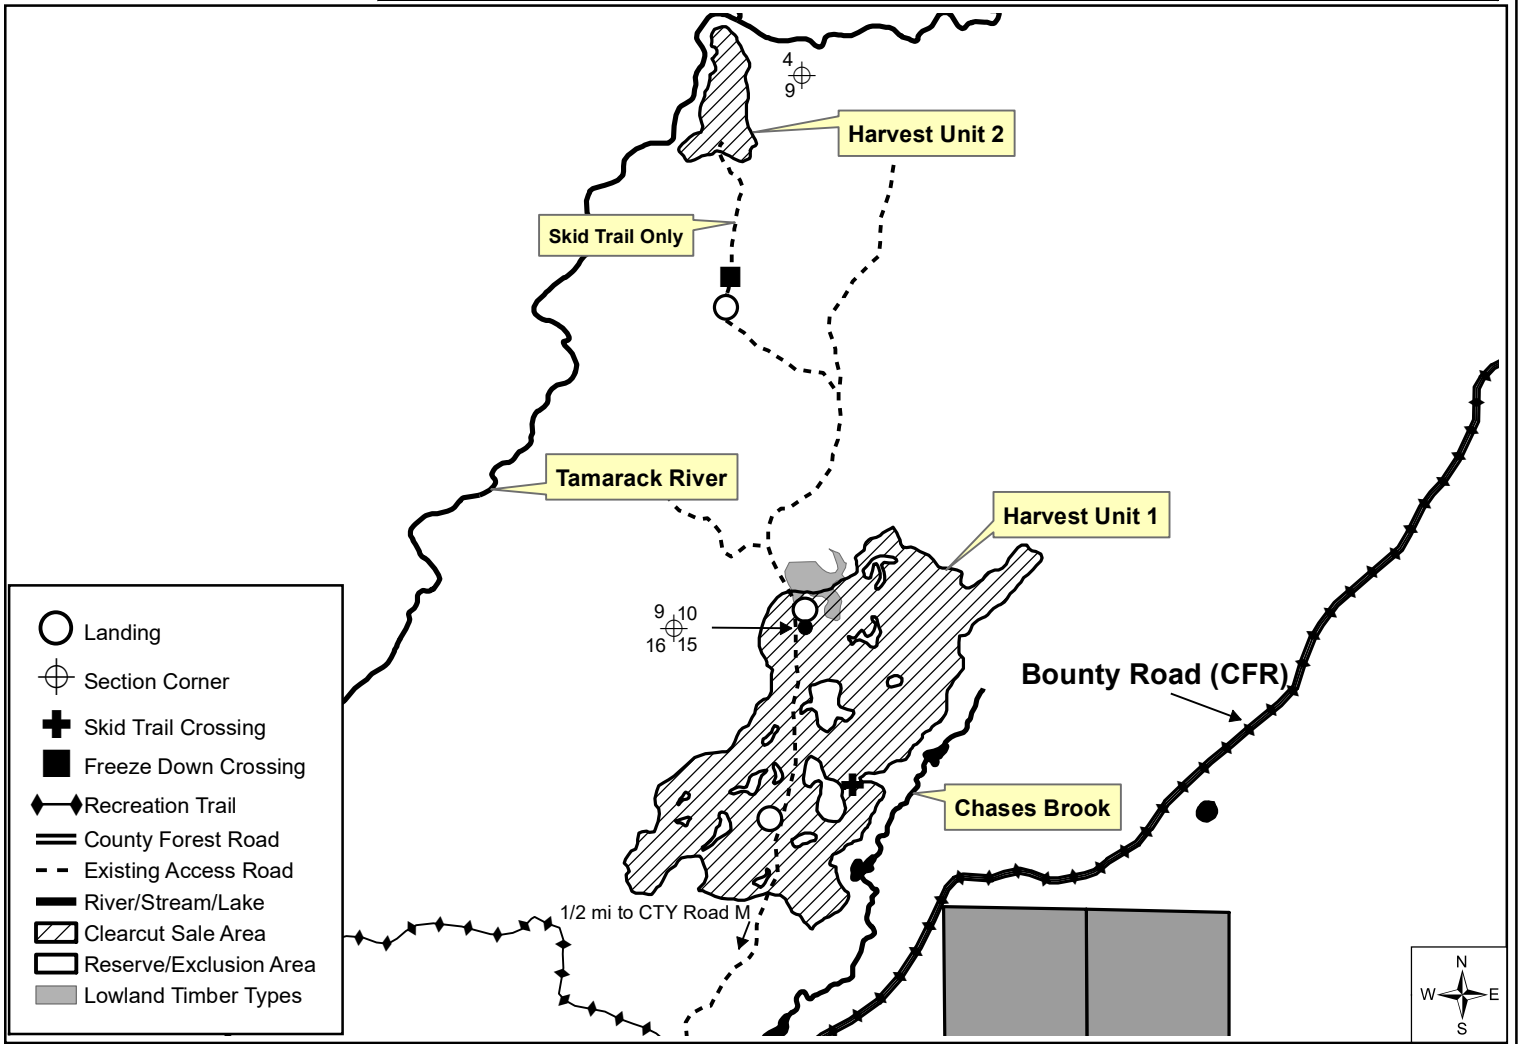 4
9
Harvest Unit 2
Skid Trail Only
Tamarack River
Harvest Unit 1
9 10
16 15
Bounty Road (CFR)
Chases Brook
1/2 mi to CTY Road M
Landing
Section Corner
Skid Trail Crossing
Freeze Down Crossing
Recreation Trail
County Forest Road
Existing Access Road
River/Stream/Lake
Clearcut Sale Area
Reserve/Exclusion Area
Lowland Timber Types
N
W E
S